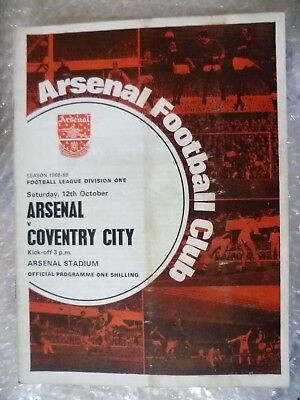 Arsenal Football Club
Arsenal
SEASON 1968-69
FOOTBALL LEAGUE DIVISION ONE
Saturday, 12th October
ARSENAL
v
COVENTRY CITY
Kick-off 3 p.m.
ARSENAL STADIUM
OFFICIAL PROGRAMME ONE SHILLING